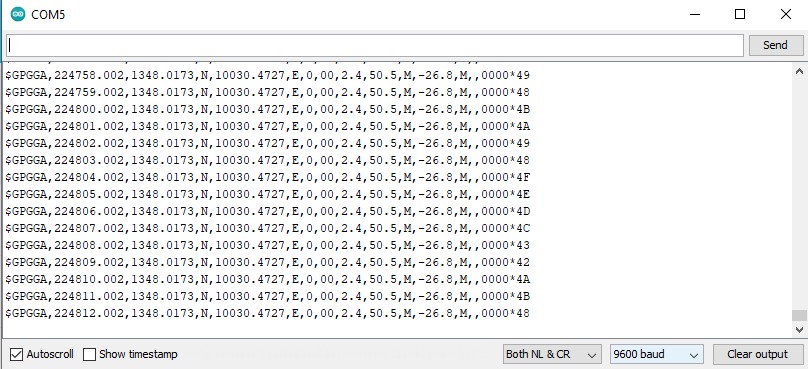 COM5
Send
$GPGGA,224758.002,1348.0173,N,10030.4727,E,0,00,2.4,50.5,M,-26.8,M,,0000*49
$GPGGA,224759.002,1348.0173,N,10030.4727,E,0,00,2.4,50.5,M,-26.8,M,,0000*48
$GPGGA,224800.002,1348.0173,N,10030.4727,E,0,00,2.4,50.5,M,-26.8,M,,0000*4B
$GPGGA,224801.002,1348.0173,N,10030.4727,E,0,00,2.4,50.5,M,-26.8,M,,0000*4A
$GPGGA,224802.002,1348.0173,N,10030.4727,E,0,00,2.4,50.5,M,-26.8,M,,0000*49
$GPGGA,224803.002,1348.0173,N,10030.4727,E,0,00,2.4,50.5,M,-26.8,M,,0000*48
$GPGGA,224804.002,1348.0173,N,10030.4727,E,0,00,2.4,50.5,M,-26.8,M,,0000*4F
$GPGGA,224805.002,1348.0173,N,10030.4727,E,0,00,2.4,50.5,M,-26.8,M,,0000*4E
$GPGGA,224806.002,1348.0173,N,10030.4727,E,0,00,2.4,50.5,M,-26.8,M,,0000*4D
$GPGGA,224807.002,1348.0173,N,10030.4727,E,0,00,2.4,50.5,M,-26.8,M,,0000*4C
$GPGGA,224808.002,1348.0173,N,10030.4727,E,0,00,2.4,50.5,M,-26.8,M,,0000*43
$GPGGA,224809.002,1348.0173,N,10030.4727,E,0,00,2.4,50.5,M,-26.8,M,,0000*42
$GPGGA,224810.002,1348.0173,N,10030.4727,E,0,00,2.4,50.5,M,-26.8,M,,0000*4A
$GPGGA,224811.002,1348.0173,N,10030.4727,E,0,00,2.4,50.5,M,-26.8,M,,0000*4B
$GPGGA,224812.002,1348.0173,N,10030.4727,E,0,00,2.4,50.5,M,-26.8,M,,0000*48
Autoscroll Show timestamp Both NL & CR 9600 baud Clear output